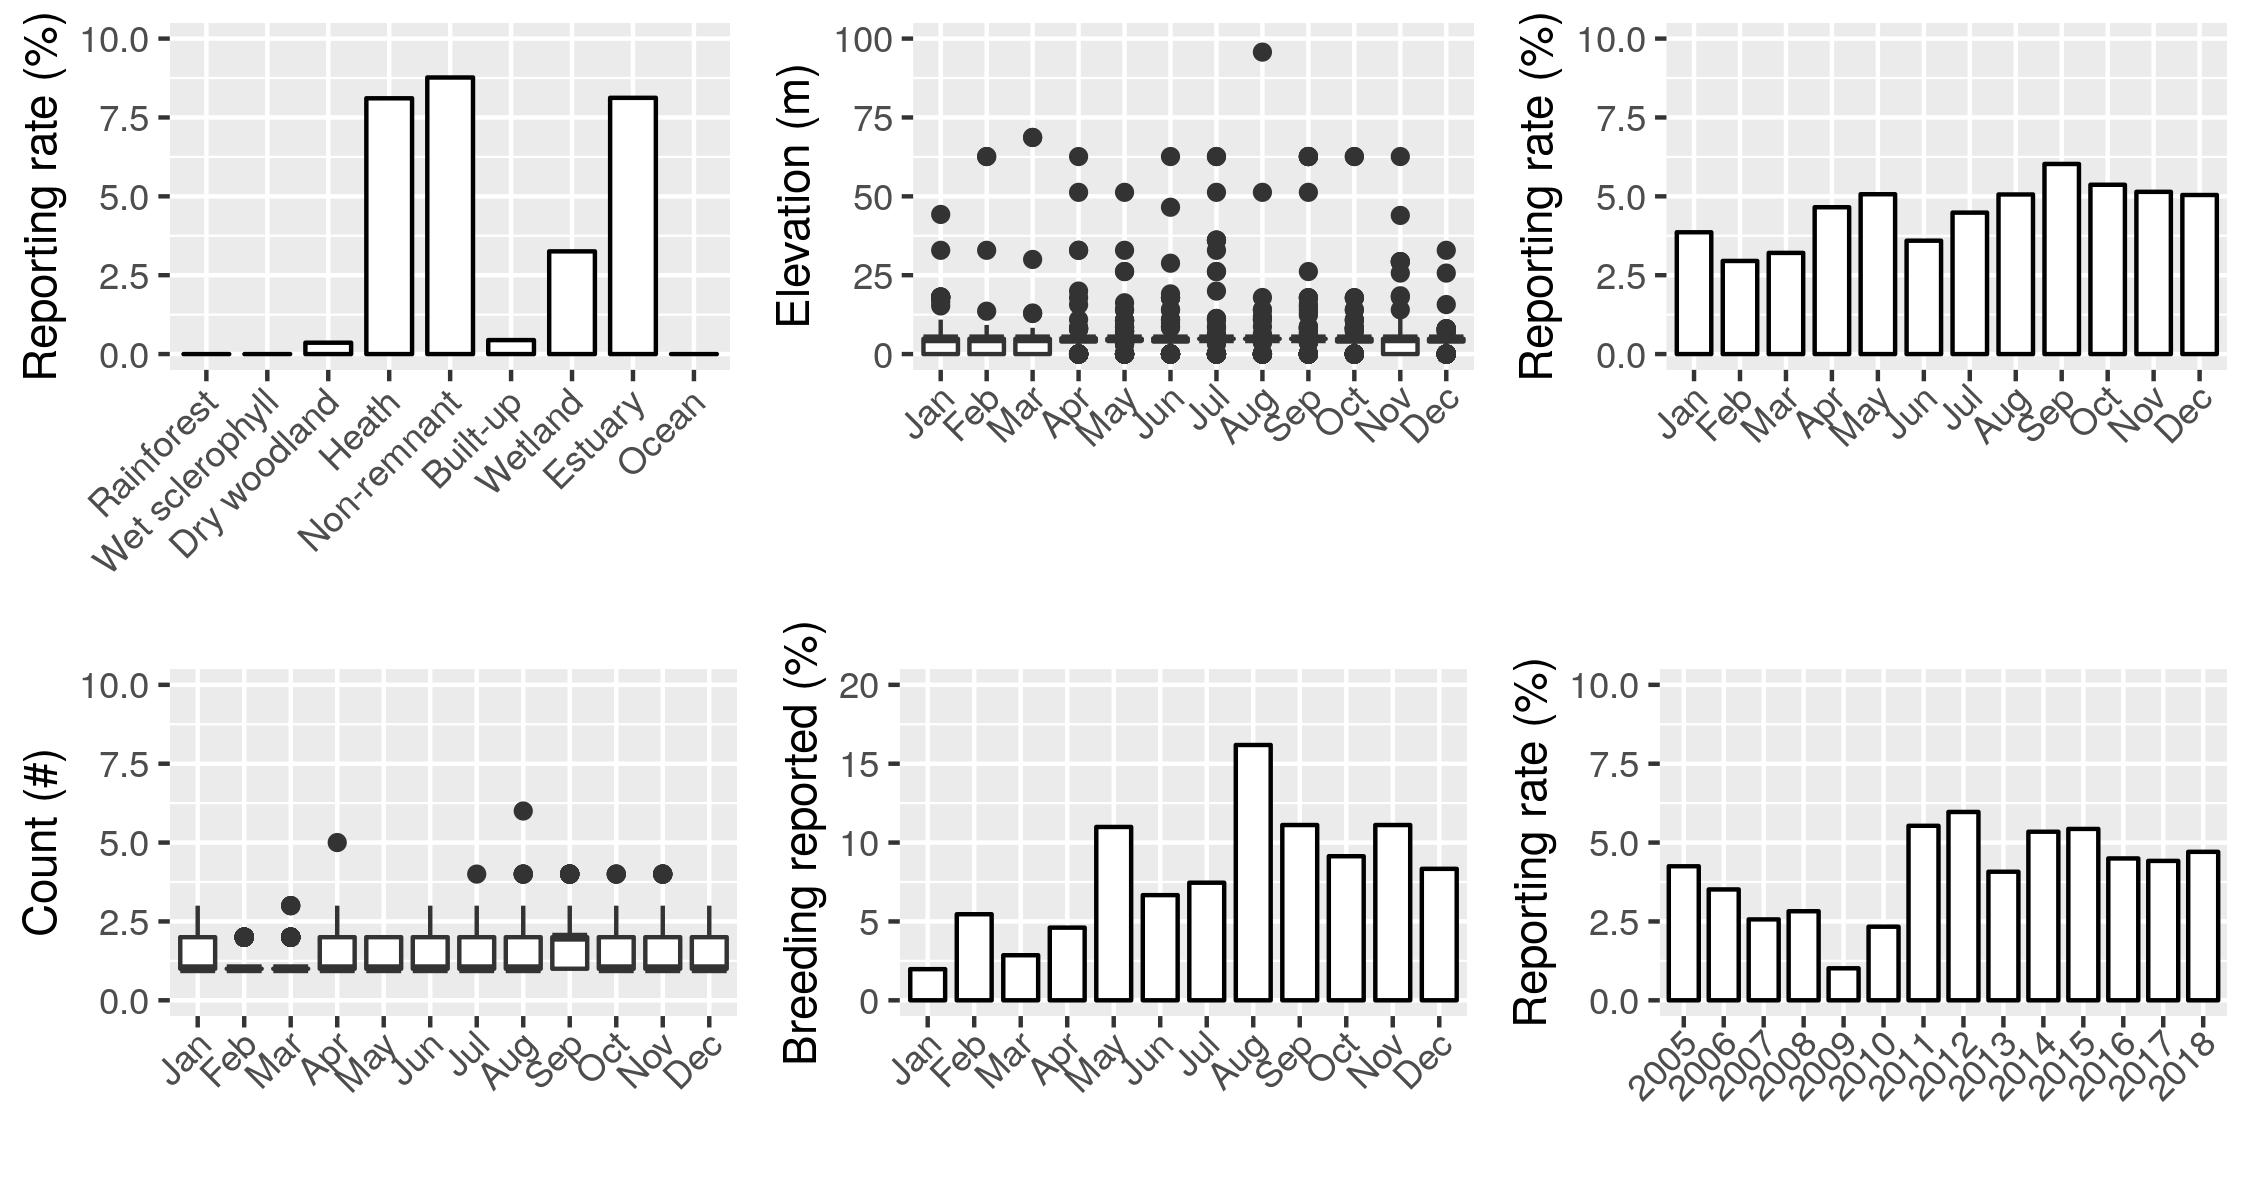 Reporting rate (%)
10.0
7.5
5.0
2.5
0.0
Rainforest
Wet sclerophyll
Dry woodland
Heath
Non-remnant
Built-up
Wetland
Estuary
Ocean
Elevation (m)
100
75
50
25
0
Jan
Feb
Mar
Apr
May
Jun
Jul
Aug
Sep
Oct
Nov
Dec
Reporting rate (%)
10.0
7.5
5.0
2.5
0.0
Jan
Feb
Mar
Apr
May
Jun
Jul
Aug
Sep
Oct
Nov
Dec
Count (#)
10.0
7.5
5.0
2.5
0.0
Jan
Feb
Mar
Apr
May
Jun
Jul
Aug
Sep
Oct
Nov
Dec
Breeding reported (%)
20
15
10
5
0
Jan
Feb
Mar
Apr
May
Jun
Jul
Aug
Sep
Oct
Nov
Dec
Reporting rate (%)
10.0
7.5
5.0
2.5
0.0
2005
2006
2007
2008
2009
2010
2011
2012
2013
2014
2015
2016
2017
2018